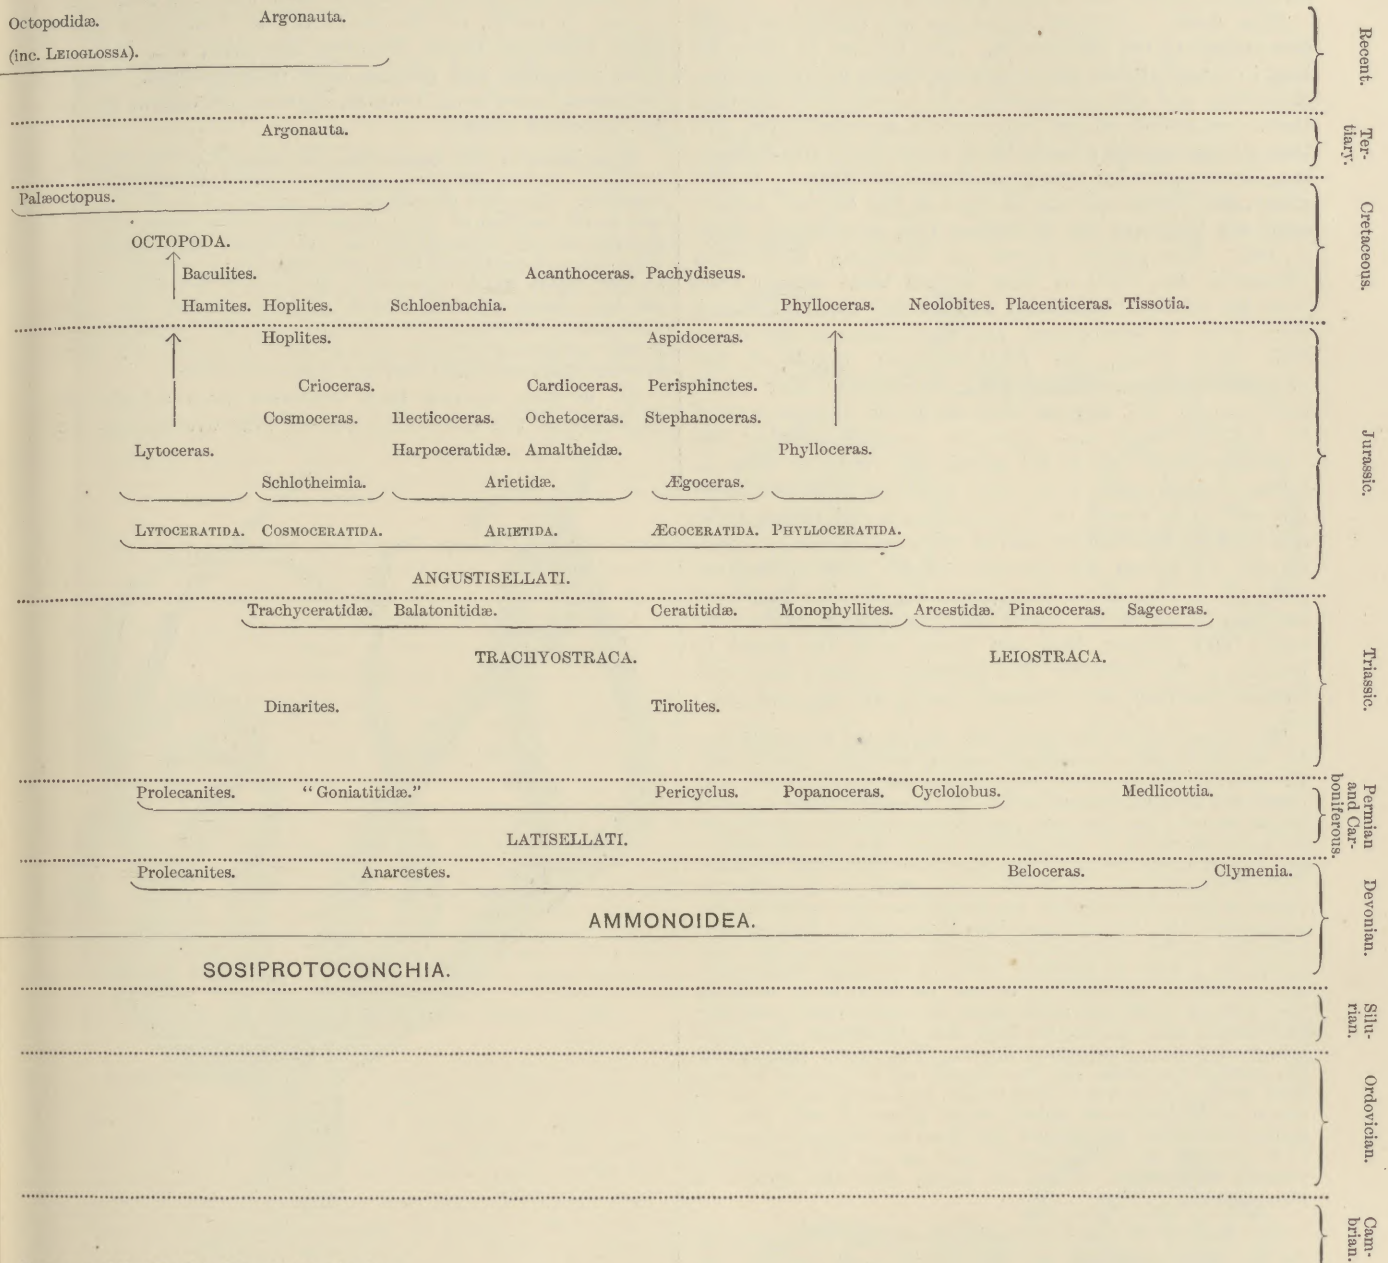 Octopodidæ. Argonauta.
(inc. LEIOGLOSSA).
Recent.
Argonauta.
Ter-
tiary.
Palæoctopus.
OCTOPODA.
Baculites. Acanthoceras. Pachydiseus.
Hamites. Hoplites. Schloenbachia. Phylloceras. Neolobites. Placenticeras. Tissotia.
Cretaceous.
Hoplites. Aspidoceras.
Crioceras. Cardioceras. Perisphinctes.
Cosmoceras. llecticoceras. Ochetoceras. Stephanoceras.
Lytoceras. Harpoceratidæ. Amaltheidæ. Phylloceras.
Schlotheimia. Arietidæ. Ægoceras.
LYTOCERATIDA. COSMOCERATIDA. ARIETIDA. ÆGOCERATIDA. PHYLLOCERATIDA.
ANGUSTISELLATI.
Jurassic.
Trachyceratidæ. Balatonitidæ. Ceratitidæ. Monophyllites. Arcestidæ. Pinacoceras. Sageceras.
TRACllYOSTRACA. LEIOSTRACA.
Dinarites. Tirolites.
Triassic.
Prolecanites. "Goniatitidæ." Pericyclus. Popanoceras. Cyclolobus. Medlicottia.
LATISELLATI.
Permian
and Car-
boniferous.
Prolecanites. Anarcestes. Beloceras. Clymenia.
AMMONOIDEA.
SOSIPROTOCONCHIA.
Devonian.
Silu-
rian.
Ordovician.
Cam-
brian.